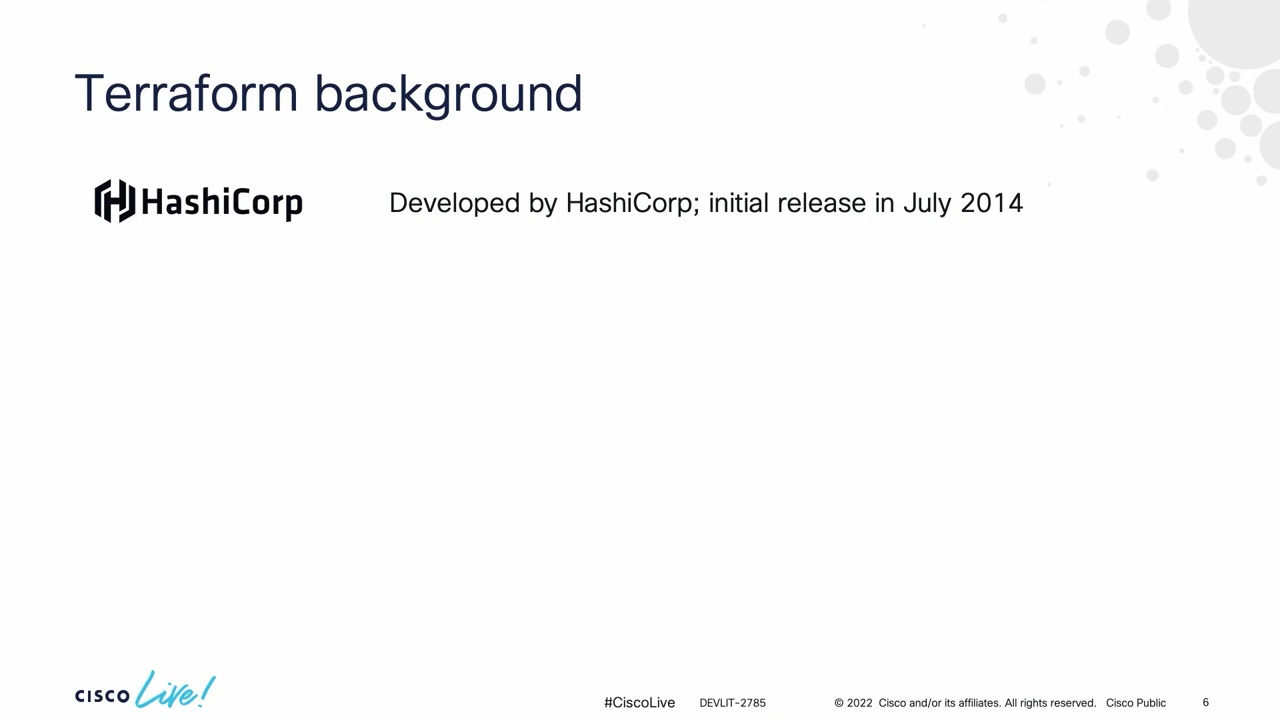 Terraform background
HashiCorp
Developed by HashiCorp; initial release in July 2014
CISCO Live!
#CiscoLive
DEVLIT-2785
© 2022 Cisco and/or its affiliates. All rights reserved. Cisco Public
6